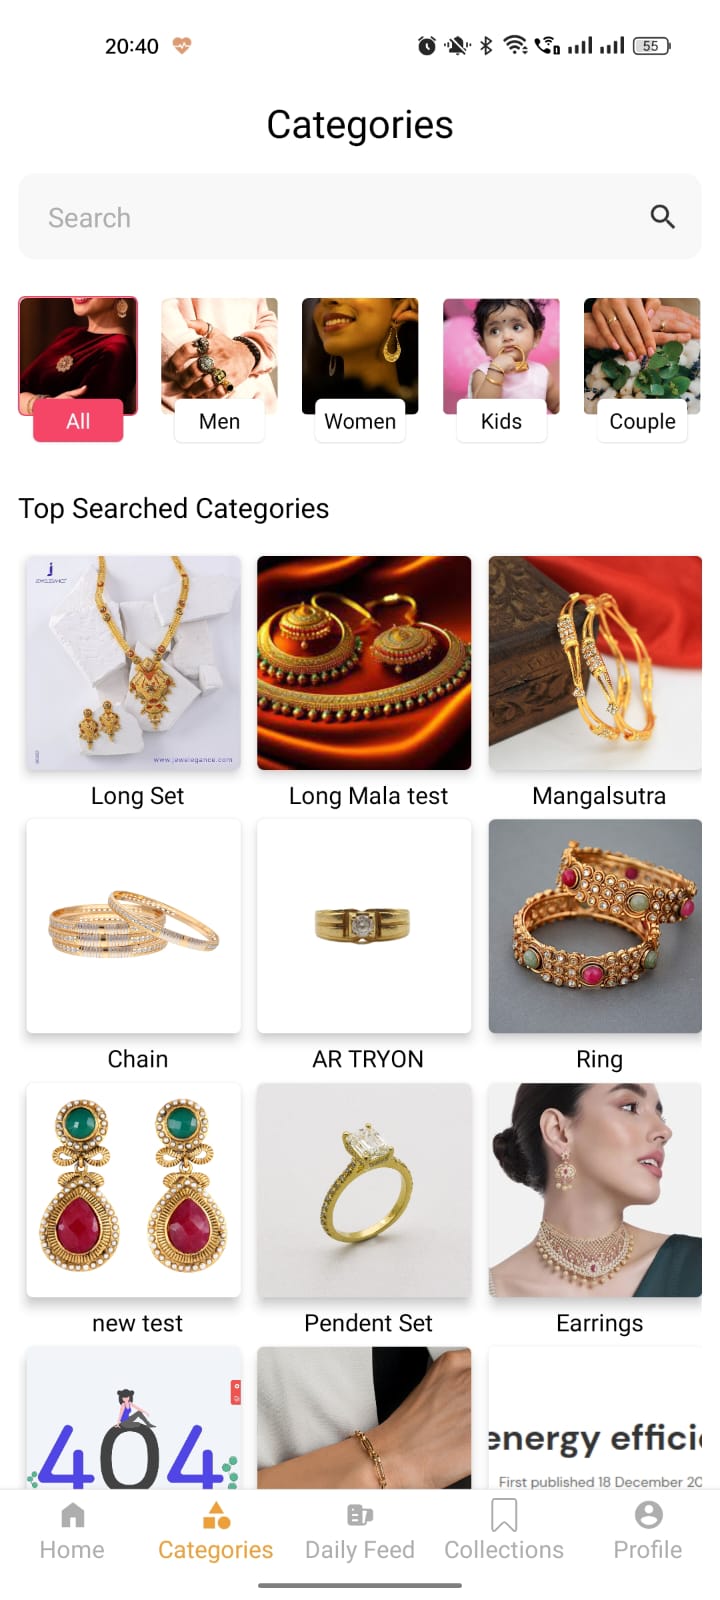 20:40
55
Categories
Search
All
Men
Women
Kids
Couple
Top Searched Categories
JEWELEGANCE
www.jewelegance.com
Long Set
Long Mala test
Mangalsutra
Chain
AR TRYON
Ring
new test
Pendent Set
Earrings
404
energy effici
First published 18 December 20
Home
Categories
Daily Feed
Collections
Profile